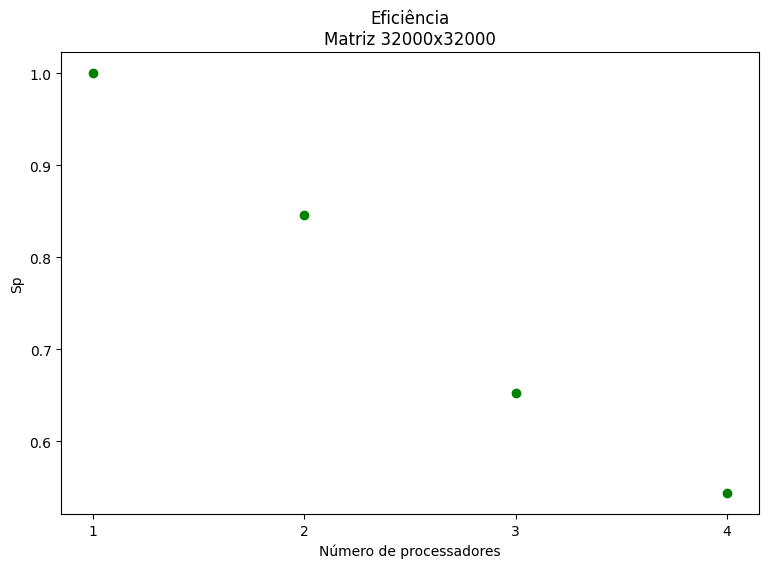 Eficiência
Matriz 32000x32000
1.0
0.9
0.8
0.7
0.6
Sp
1 2 3 4
Número de processadores